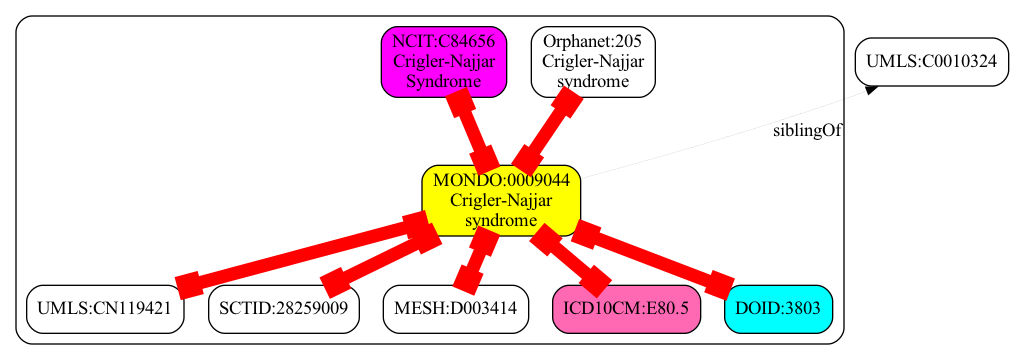 NCIT:C84656
Crigler-Najjar
Syndrome
Orphanet:205
Crigler-Najjar
syndrome
UMLS:C0010324
siblingOf
MONDO:0009044
Crigler-Najjar
syndrome
UMLS:CN119421
SCTID:28259009
MESH:D003414
ICD10CM:E80.5
DOID:3803